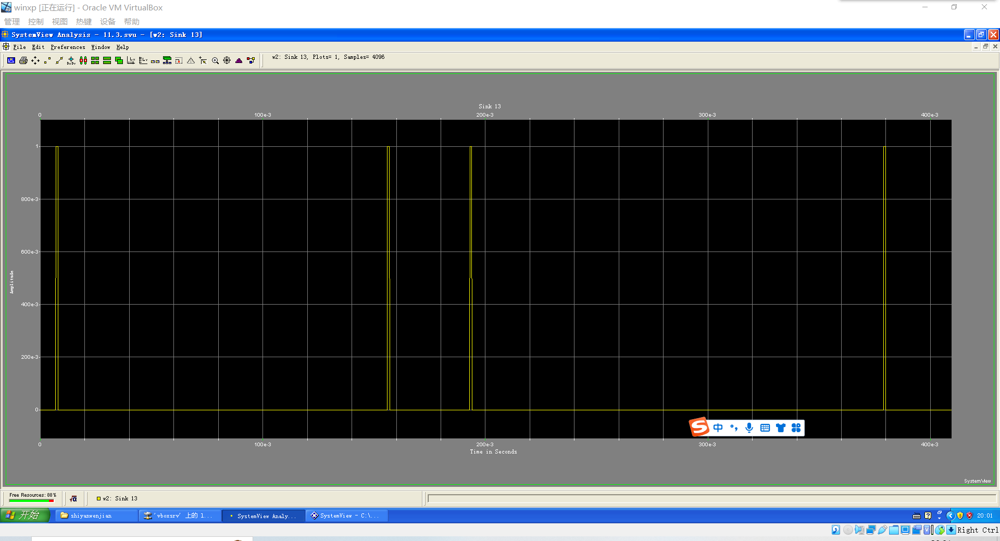 winxp [正在运行] - Oracle VM VirtualBox
管理 控制 视图 热键 设备 帮助
SystemView Analysis - 11.3.svu - [w2: Sink 13]
File Edit Preferences Window Help
w2: Sink 13, Plots= 1, Samples= 4096
Sink 13
0 100e-3 200e-3 300e-3 400e-3
1
800e-3
600e-3
Amplitude
400e-3
200e-3
0
中
0 100e-3 200e-3 300e-3 400e-3
Time in Seconds
SystemView
Free Resources: 88%
w2: Sink 13
开始 shiyanwenjian 'vboxsrv' 上的 l... SystemView Analy... SystemView - C:\... 20:01
Right Ctrl